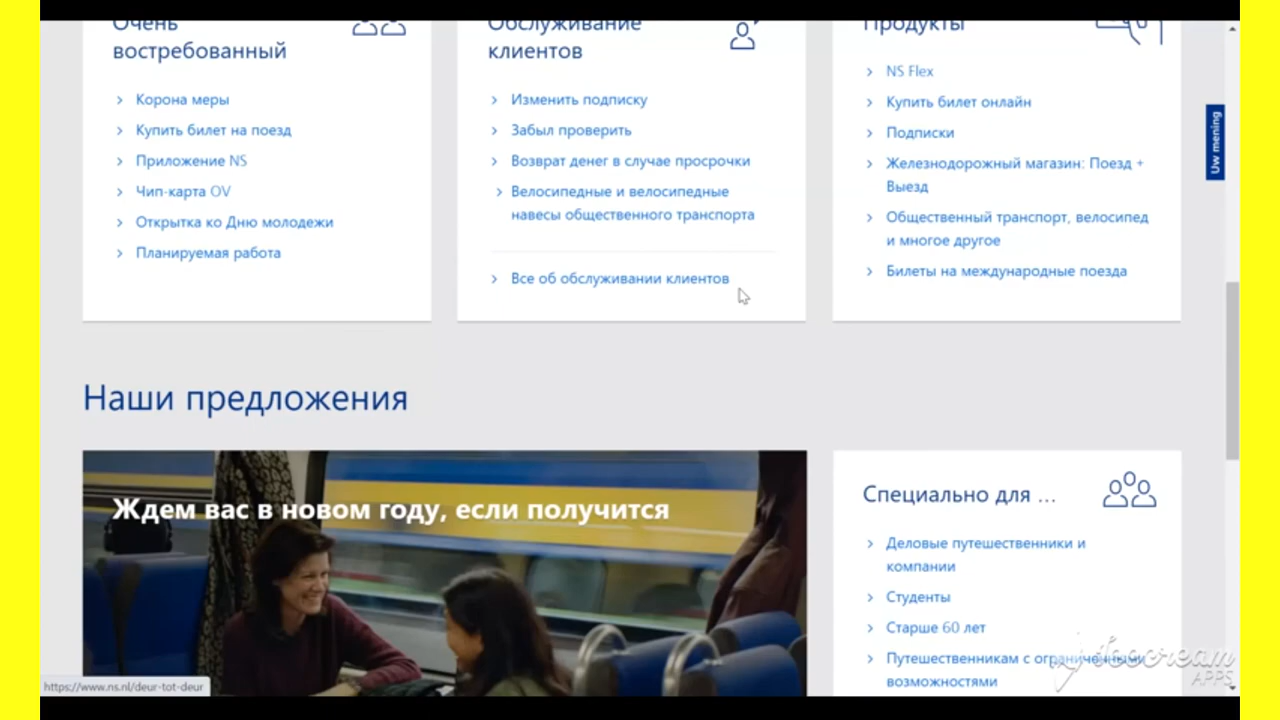 Очень
востребованный
Корона меры
Купить билет на поезд
Приложение NS
Чип-карта OV
Открытка ко Дню молодежи
Планируемая работа
Обслуживание
клиентов
Изменить подписку
Забыл проверить
Возврат денег в случае просрочки
Велосипедные и велосипедные
навесы общественного транспорта
Все об обслуживании клиентов
Продукты
NS Flex
Купить билет онлайн
Подписки
Железнодорожный магазин: Поезд +
Выезд
Общественный транспорт, велосипед
и многое другое
Билеты на международные поезда
Uw mening
Наши предложения
Ждем вас в новом году, если получится
Специально для ...
Деловые путешественники и
компании
Студенты
Старше 60 лет
Путешественникам с ограниченными
возможностями
https://www.ns.nl/deur-tot-deur
Icecream
APPS